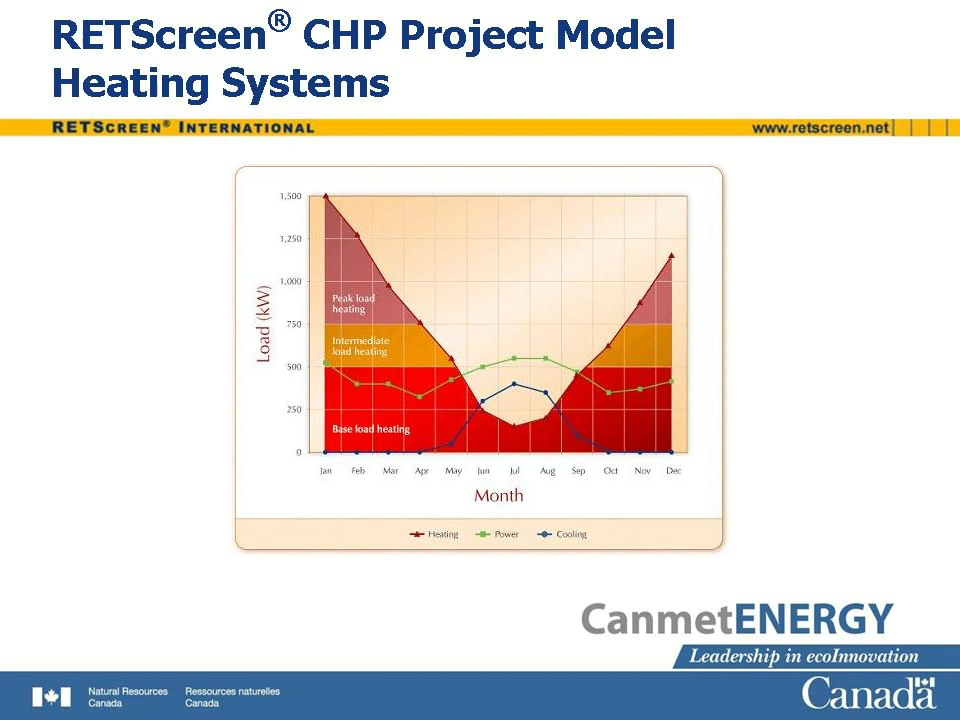 RETScreen® CHP Project Model
Heating Systems
RETSCREEN® INTERNATIONAL
www.retscreen.net
1,500
1,250
1,000
750
500
250
0
Load (kW)
Peak load
heating
Intermediate
load heating
Base load heating
Jan Feb Mar Apr May Jun Jul Aug Sep Oct Nov Dec
Month
Heating Power Cooling
CanmetENERGY
Leadership in ecoInnovation
Natural Resources
Canada
Ressources naturelles
Canada
Canada